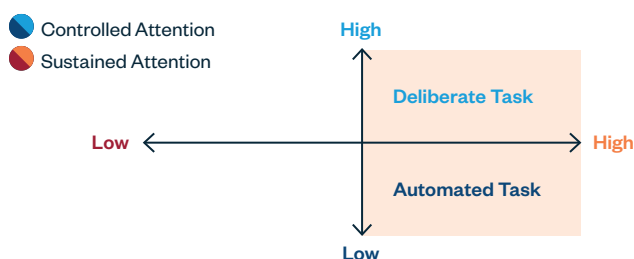 Controlled Attention
Sustained Attention
High
Deliberate Task
Low
High
Automated Task
Low